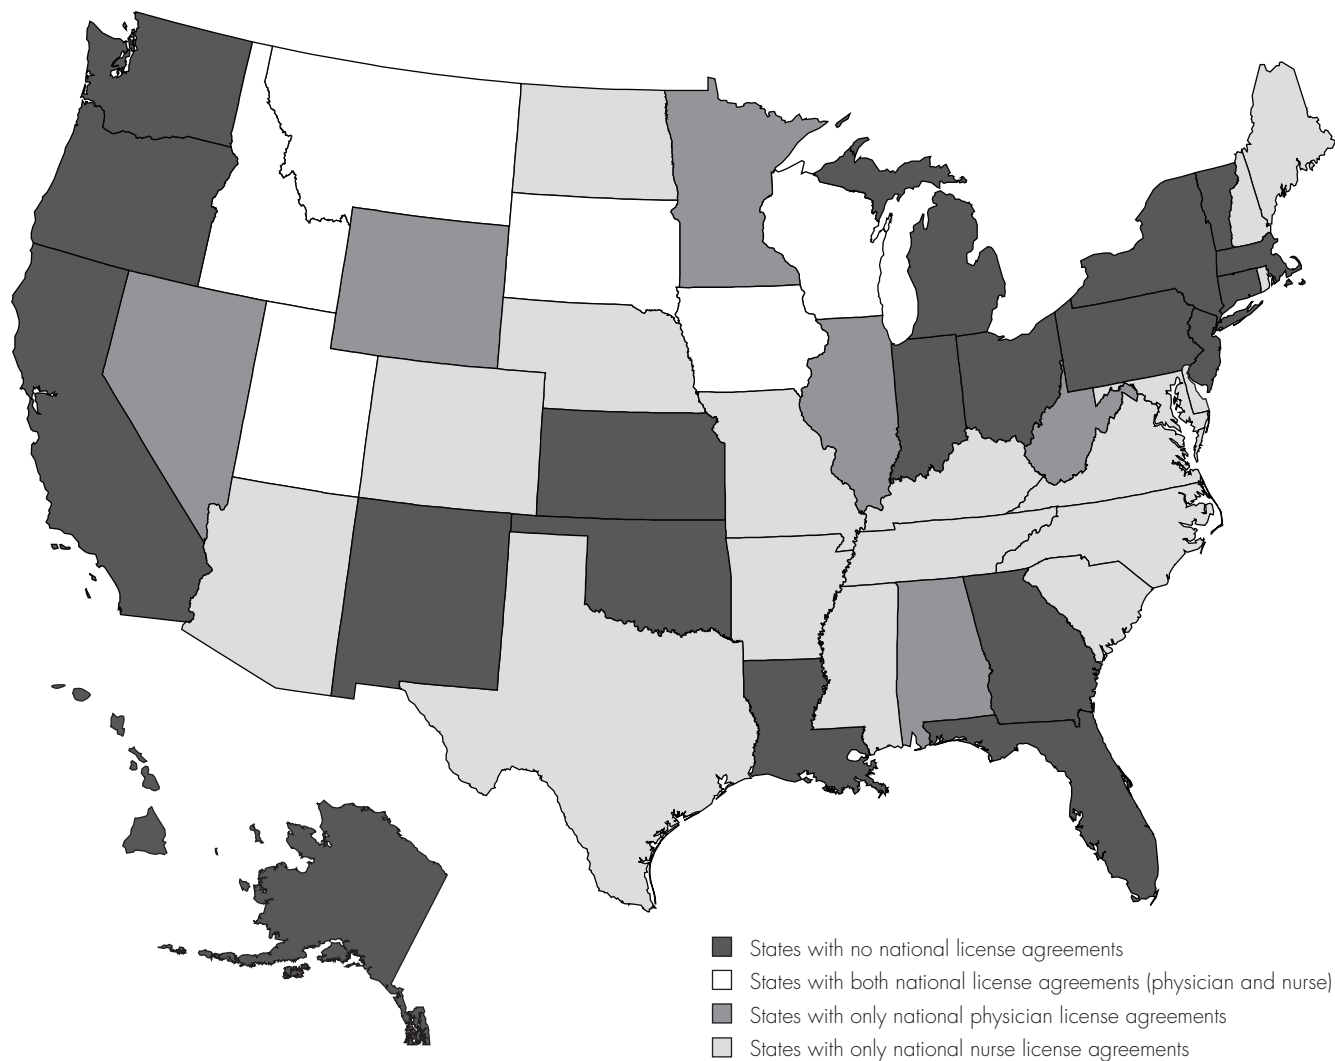 States with no national license agreements
States with both national license agreements (physician and nurse)
States with only national physician license agreements
States with only national nurse license agreements